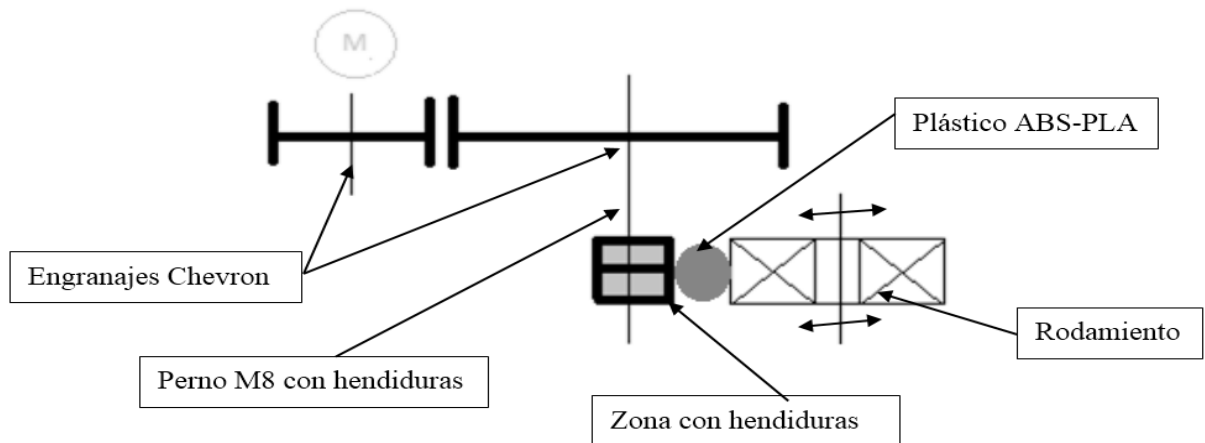 M
Plástico ABS-PLA
Engranajes Chevron
Rodamiento
Perno M8 con hendiduras
Zona con hendiduras